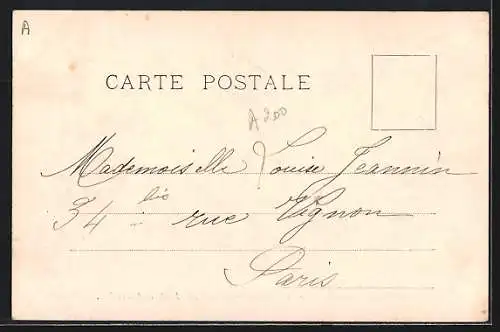 A
CARTE POSTALE
A200
Mademoiselle Louise Jeannin
34 bis rue Vignon
Paris